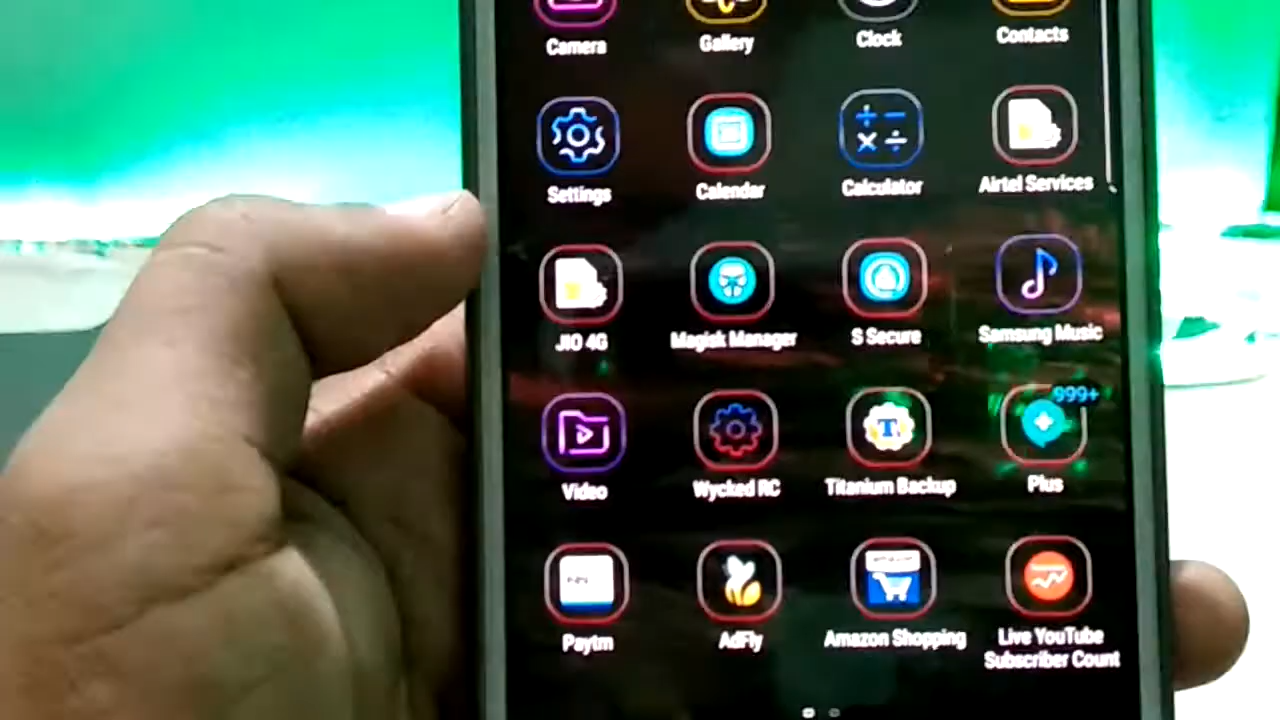 Camera
Gallery
Clock
Contacts
Settings
Calendar
Calculator
Airtel Services
JIO 4G
Magisk Manager
S Secure
Samsung Music
999+
Video
Wycked RC
T
Titanium Backup
Plus
Paytm
AdFly
Amazon Shopping
Live YouTube
Subscriber Count